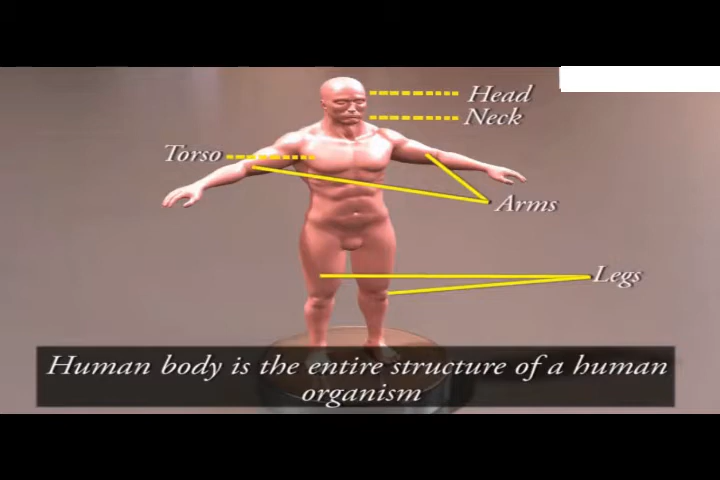 Head
Neck
Torso
Arms
Legs
Human body is the entire structure of a human
organism